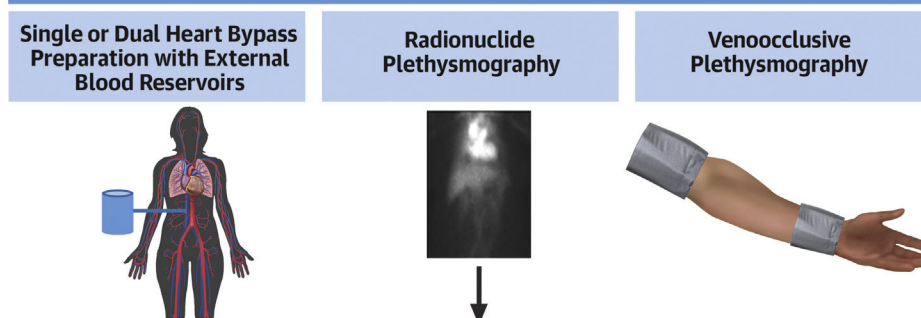 Single or Dual Heart Bypass
Preparation with External
Blood Reservoirs
Radionuclide
Plethysmography
Venoocclusive
Plethysmography